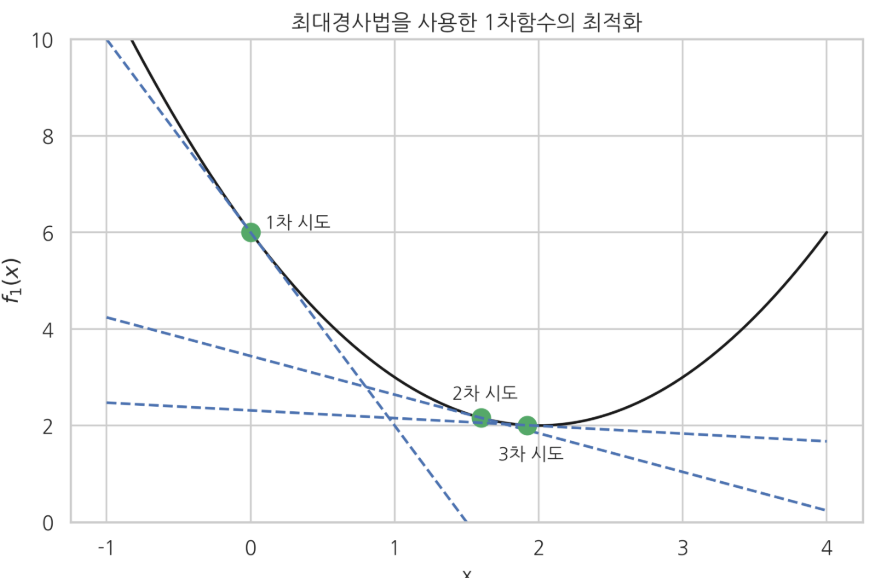 최대경사법을 사용한 1차함수의 최적화
10
8
6
4
2
0
f₁(x)
1차 시도
2차 시도
3차 시도
-1 0 1 2 3 4
x